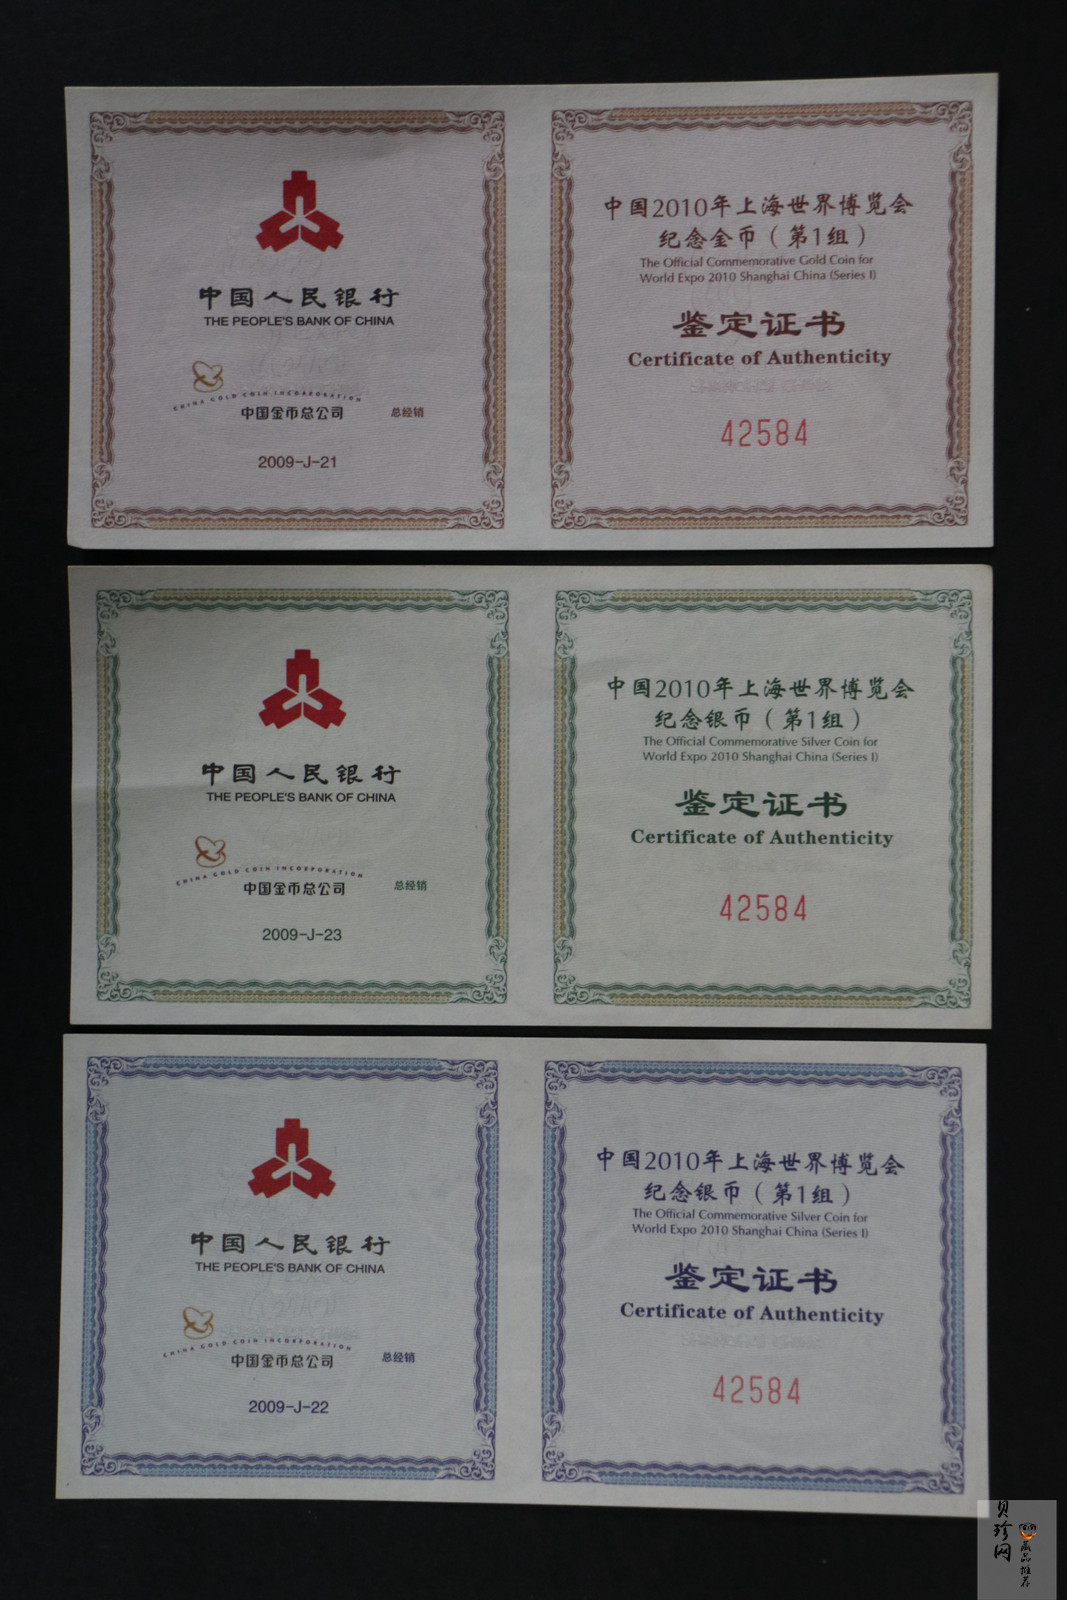 中国人民银行
THE PEOPLE'S BANK OF CHINA
CHINA GOLD COIN INCORPORATION
中国金币总公司 总经销
2009-J-21
中国2010年上海世界博览会
纪念金币（第1组）
The Official Commemorative Gold Coin for
World Expo 2010 Shanghai China (Series I)
鉴定证书
Certificate of Authenticity
42584
中国人民银行
THE PEOPLE'S BANK OF CHINA
CHINA GOLD COIN INCORPORATION
中国金币总公司 总经销
2009-J-23
中国2010年上海世界博览会
纪念银币（第1组）
The Official Commemorative Silver Coin for
World Expo 2010 Shanghai China (Series I)
鉴定证书
Certificate of Authenticity
42584
中国人民银行
THE PEOPLE'S BANK OF CHINA
CHINA GOLD COIN INCORPORATION
中国金币总公司 总经销
2009-J-22
中国2010年上海世界博览会
纪念银币（第1组）
The Official Commemorative Silver Coin for
World Expo 2010 Shanghai China (Series I)
鉴定证书
Certificate of Authenticity
42584
贝珍网
藏品推荐